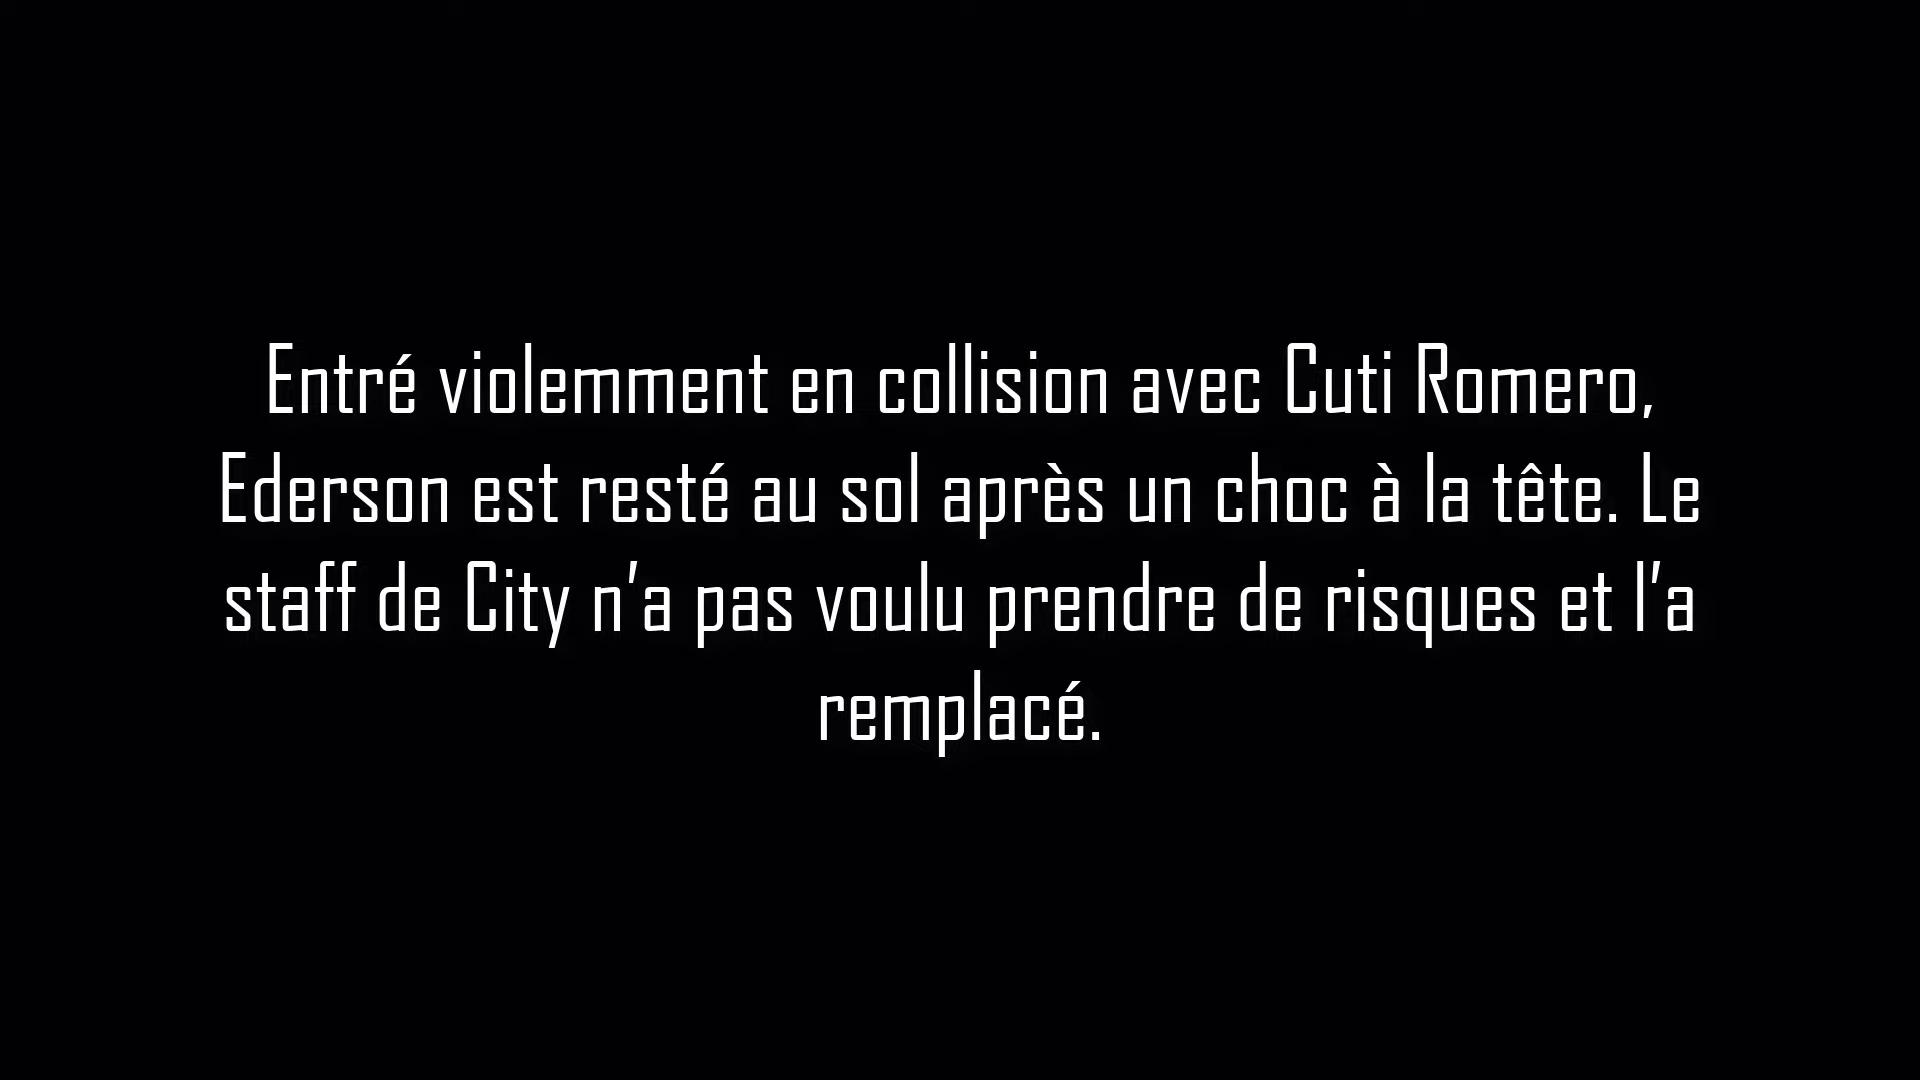 Entré violemment en collision avec Cuti Romero,
Ederson est resté au sol après un choc à la tête. Le
staff de City n’a pas voulu prendre de risques et l’a
remplacé.